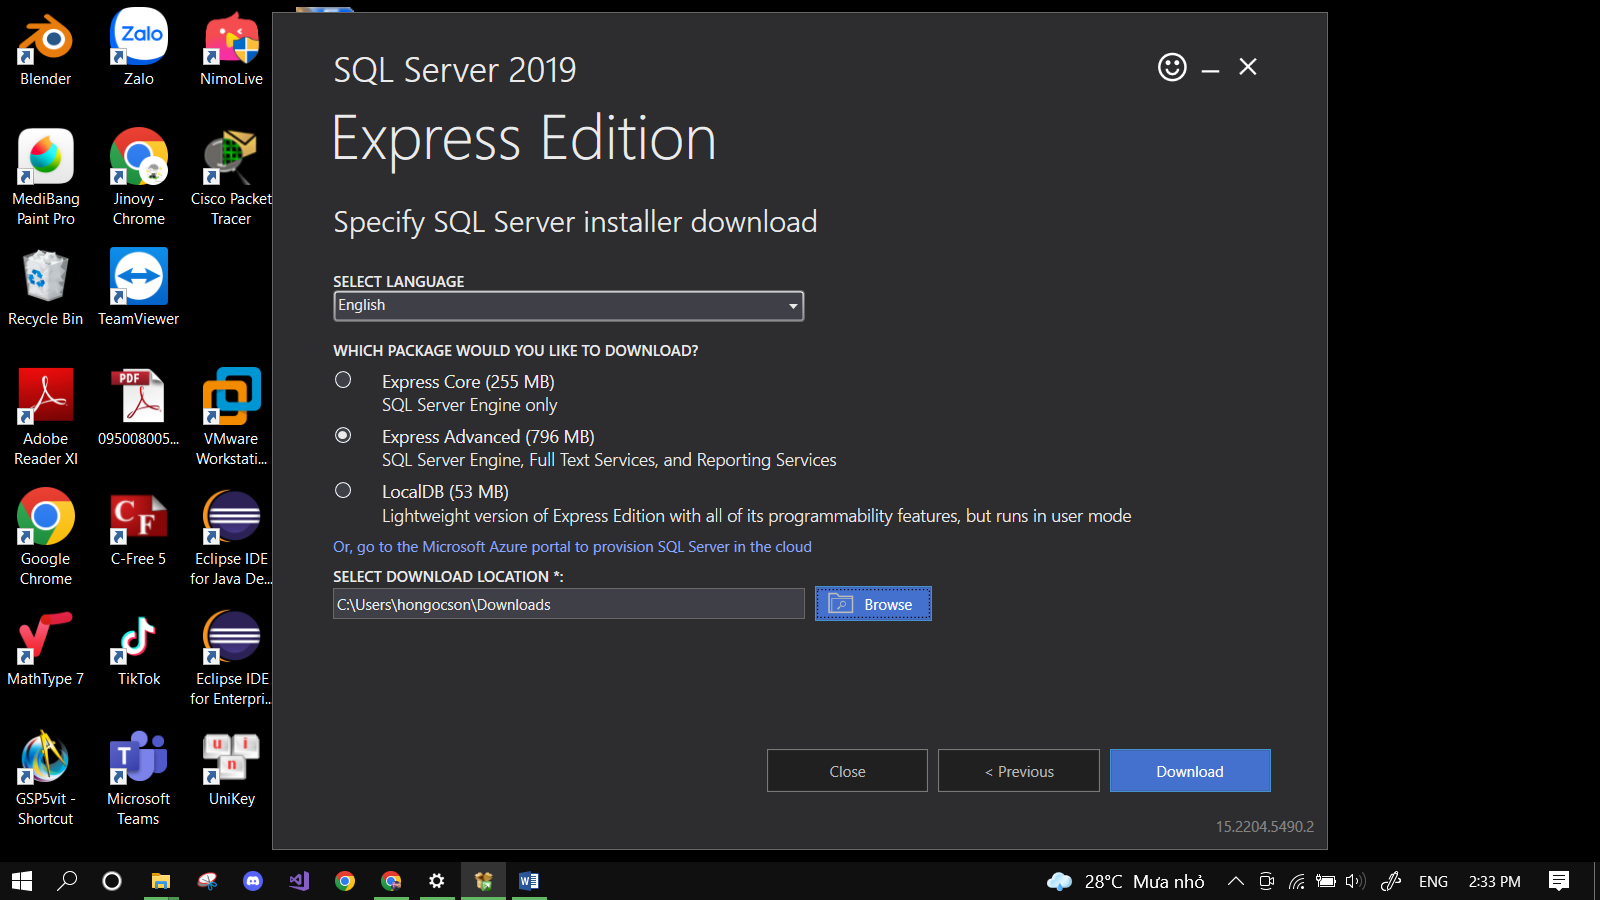 Blender
Zalo
Zalo
NimoLive
MediBang
Paint Pro
Jinovy -
Chrome
Cisco Packet
Tracer
Recycle Bin
TeamViewer
Adobe
Reader XI
PDF
095008005...
VMware
Workstati...
Google
Chrome
CF
C-Free 5
Eclipse IDE
for Java De...
MathType 7
TikTok
Eclipse IDE
for Enterpri...
GSP5vit -
Shortcut
T
Microsoft
Teams
u i
n
UniKey
SQL Server 2019
Express Edition
Specify SQL Server installer download
SELECT LANGUAGE
English
WHICH PACKAGE WOULD YOU LIKE TO DOWNLOAD?
Express Core (255 MB)
SQL Server Engine only
Express Advanced (796 MB)
SQL Server Engine, Full Text Services, and Reporting Services
LocalDB (53 MB)
Lightweight version of Express Edition with all of its programmability features, but runs in user mode
Or, go to the Microsoft Azure portal to provision SQL Server in the cloud
SELECT DOWNLOAD LOCATION *:
C:\Users\hongocson\Downloads
Browse
Close
< Previous
Download
15.2204.5490.2
W
28°C Mưa nhỏ
ENG
2:33 PM